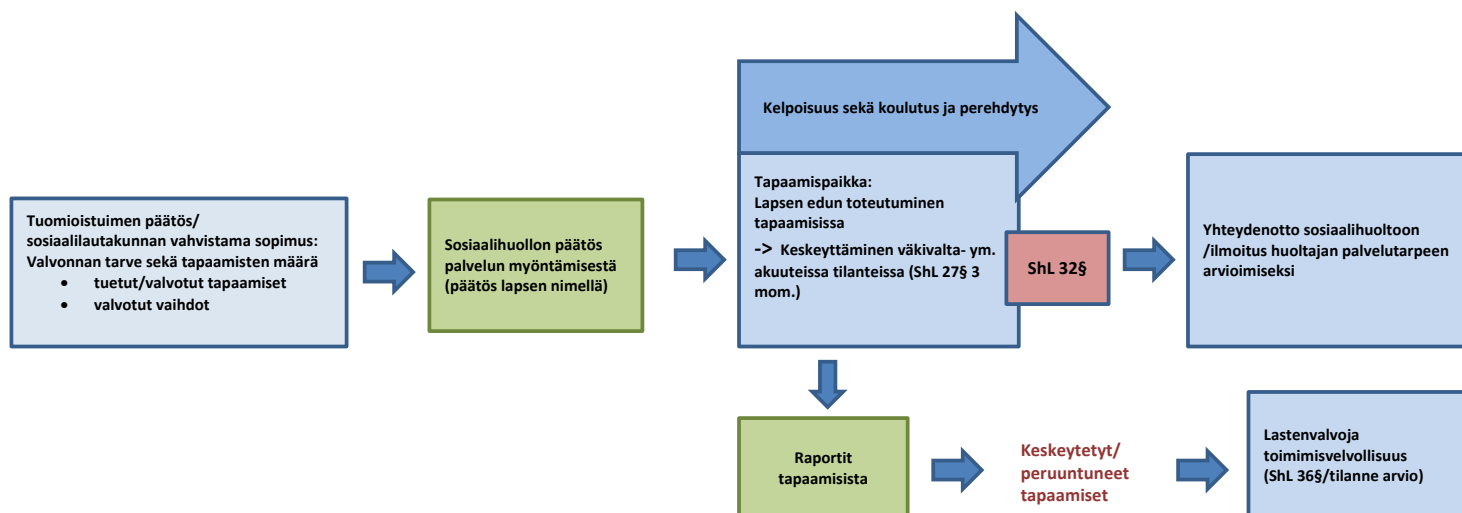 Kelpoisuus sekä koulutus ja perehdytys
Tuomioistuimen päätös/
sosiaalilautakunnan vahvistama sopimus:
Valvonnan tarve sekä tapaamisten määrä
• tuetut/valvotut tapaamiset
• valvotut vaihdot
Sosiaalihuollon päätös
palvelun myöntämisestä
(päätös lapsen nimellä)
Tapaamispaikka:
Lapsen edun toteutuminen
tapaamisissa
-> Keskeyttäminen väkivalta- ym.
akuuteissa tilanteissa (ShL 27§ 3
mom.)
ShL 32§
Yhteydenotto sosiaalihuoltoon
/ilmoitus huoltajan palvelutarpeen
arvioimiseksi
Raportit
tapaamisista
Keskeytetyt/
peruuntuneet
tapaamiset
Lastenvalvoja
toimimisvelvollisuus
(ShL 36§/tilanne arvio)